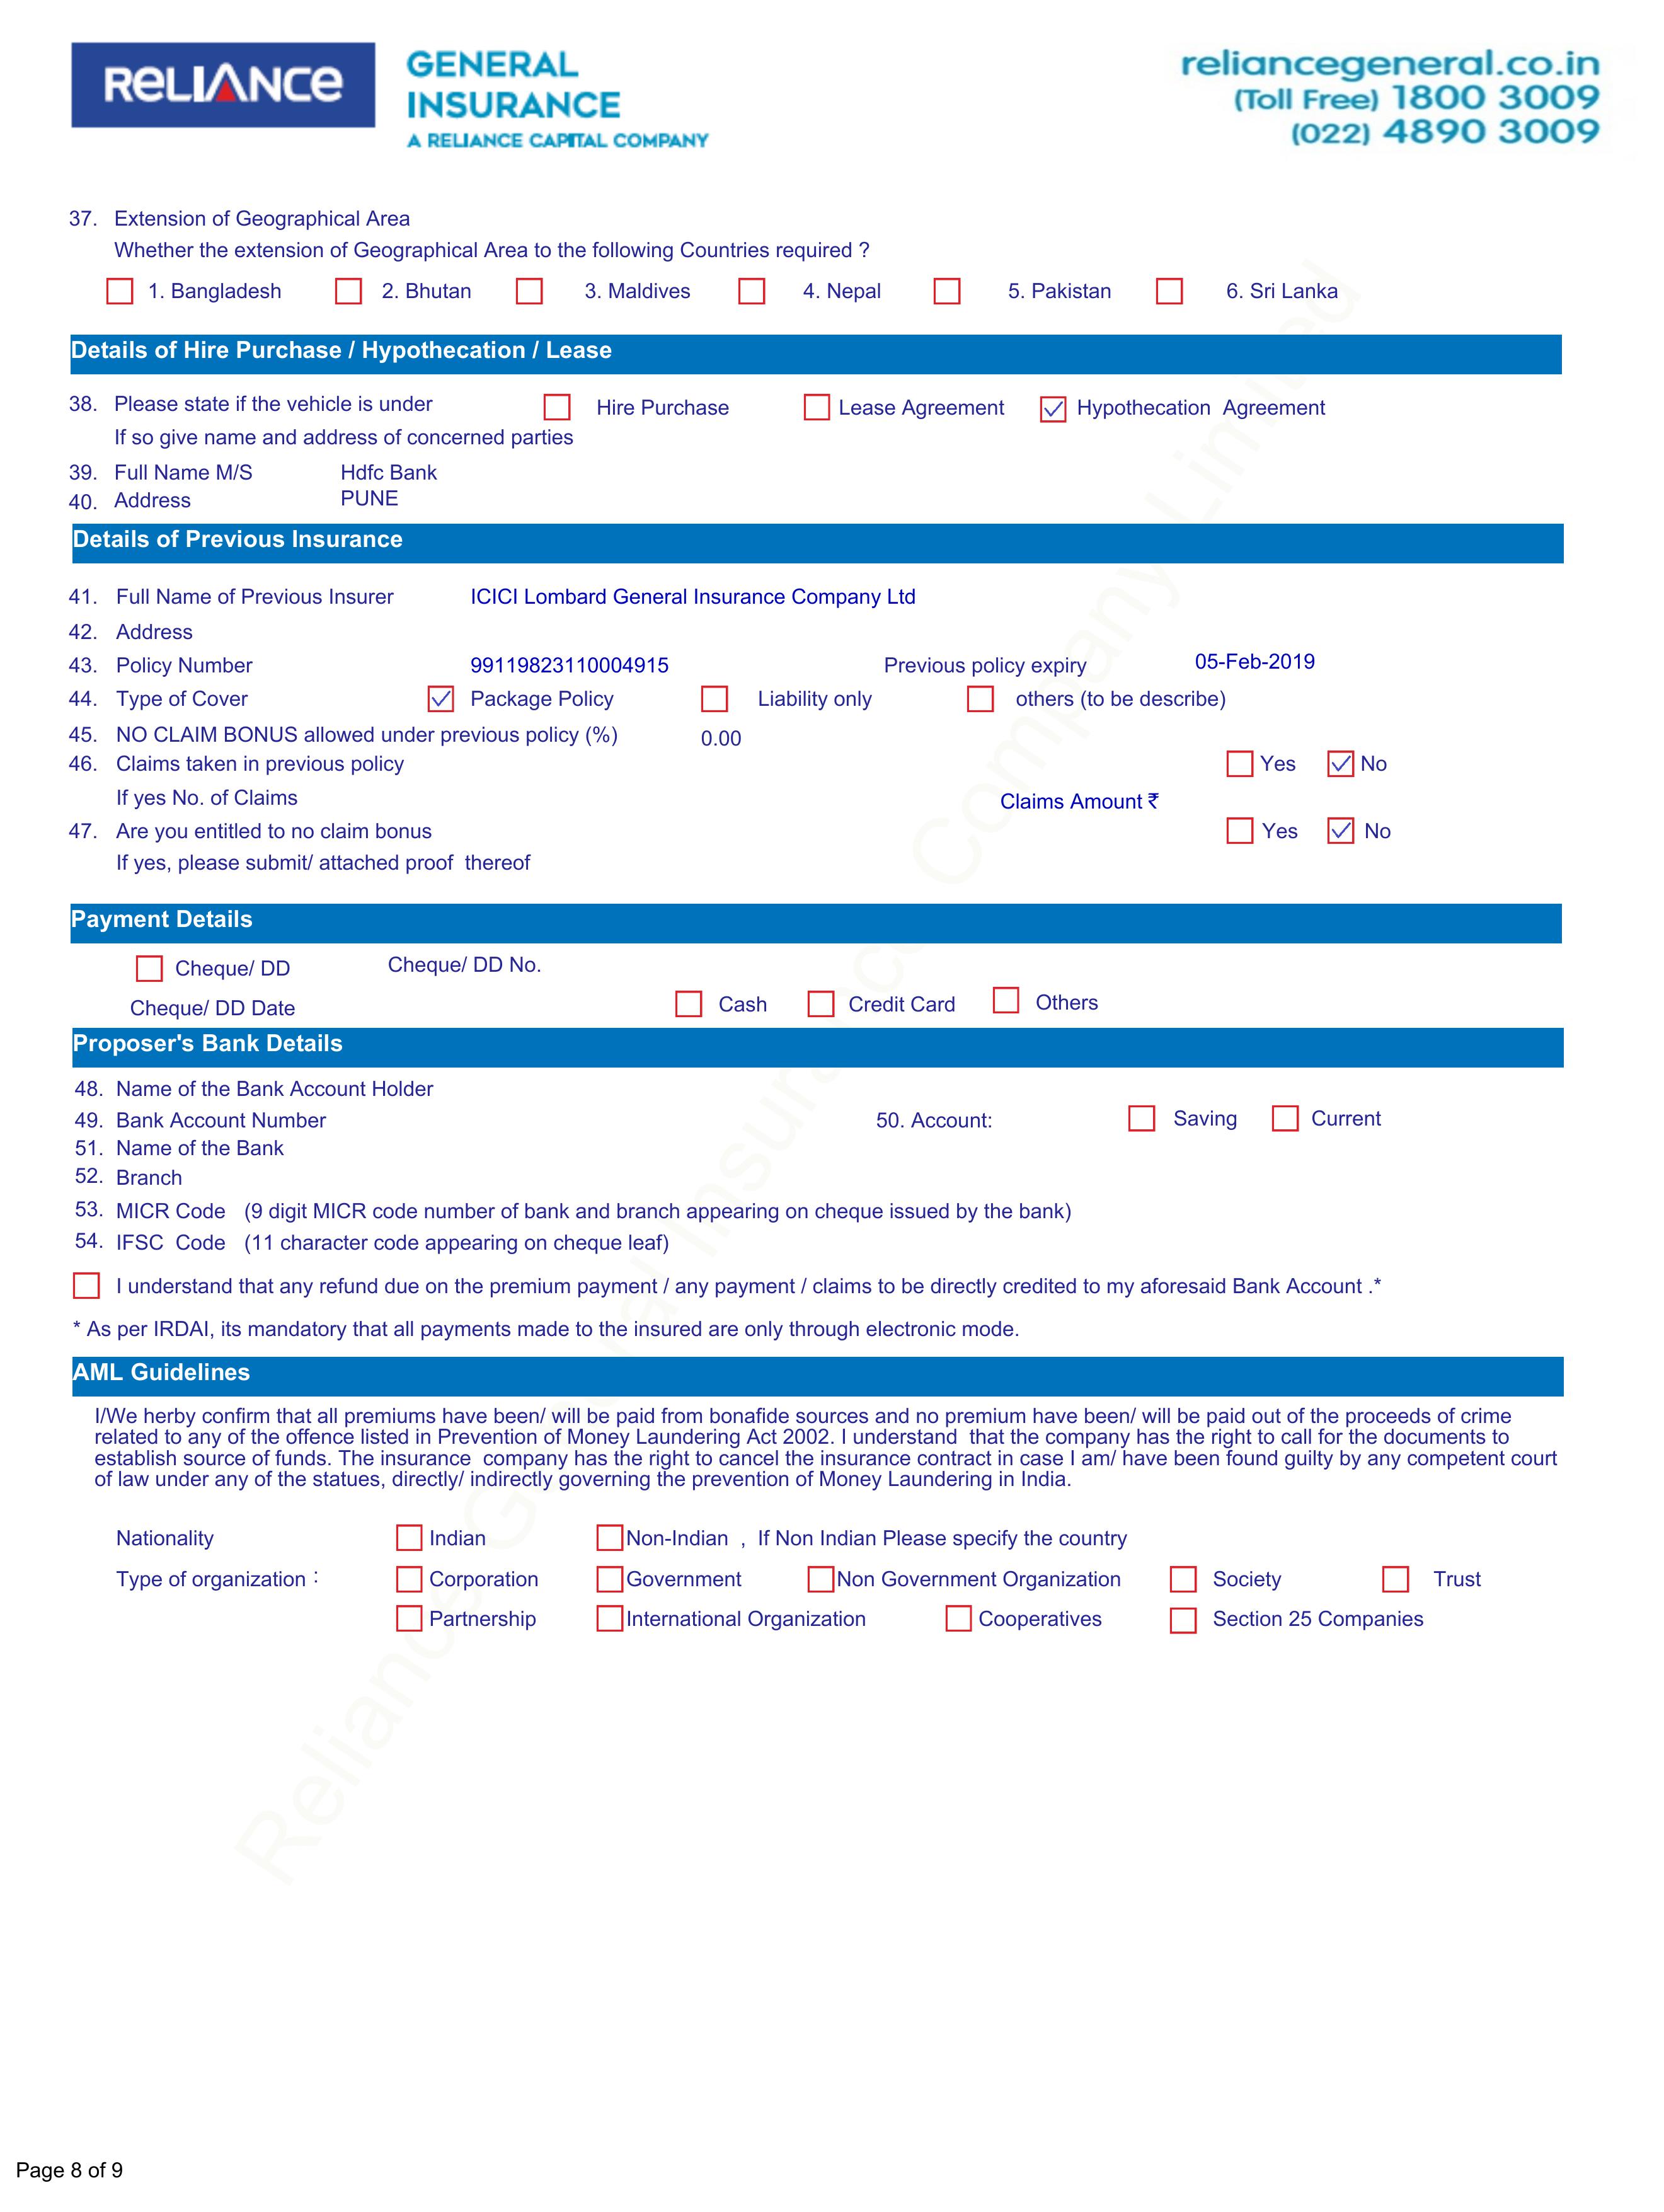 RELIANCE
GENERAL
INSURANCE
A RELIANCE CAPITAL COMPANY
reliancegeneral.co.in
(Toll Free) 1800 3009
(022) 4890 3009
37. Extension of Geographical Area
Whether the extension of Geographical Area to the following Countries required ?
1. Bangladesh 2. Bhutan 3. Maldives 4. Nepal 5. Pakistan 6. Sri Lanka
Details of Hire Purchase / Hypothecation / Lease
38. Please state if the vehicle is under Hire Purchase Lease Agreement Hypothecation Agreement
If so give name and address of concerned parties
39. Full Name M/S Hdfc Bank
40. Address PUNE
Details of Previous Insurance
41. Full Name of Previous Insurer ICICI Lombard General Insurance Company Ltd
42. Address
43. Policy Number 99119823110004915 Previous policy expiry 05-Feb-2019
44. Type of Cover Package Policy Liability only others (to be describe)
45. NO CLAIM BONUS allowed under previous policy (%) 0.00
46. Claims taken in previous policy Yes No
If yes No. of Claims Claims Amount ₹
47. Are you entitled to no claim bonus Yes No
If yes, please submit/ attached proof thereof
Payment Details
Cheque/ DD Cheque/ DD No.
Cheque/ DD Date Cash Credit Card Others
Proposer's Bank Details
48. Name of the Bank Account Holder
49. Bank Account Number 50. Account: Saving Current
51. Name of the Bank
52. Branch
53. MICR Code (9 digit MICR code number of bank and branch appearing on cheque issued by the bank)
54. IFSC Code (11 character code appearing on cheque leaf)
I understand that any refund due on the premium payment / any payment / claims to be directly credited to my aforesaid Bank Account .*
* As per IRDAI, its mandatory that all payments made to the insured are only through electronic mode.
AML Guidelines
I/We herby confirm that all premiums have been/ will be paid from bonafide sources and no premium have been/ will be paid out of the proceeds of crime
related to any of the offence listed in Prevention of Money Laundering Act 2002. I understand that the company has the right to call for the documents to
establish source of funds. The insurance company has the right to cancel the insurance contract in case I am/ have been found guilty by any competent court
of law under any of the statues, directly/ indirectly governing the prevention of Money Laundering in India.
Nationality Indian Non-Indian , If Non Indian Please specify the country
Type of organization : Corporation Government Non Government Organization Society Trust
Partnership International Organization Cooperatives Section 25 Companies
Reliance General Insurance Company Limited
Page 8 of 9